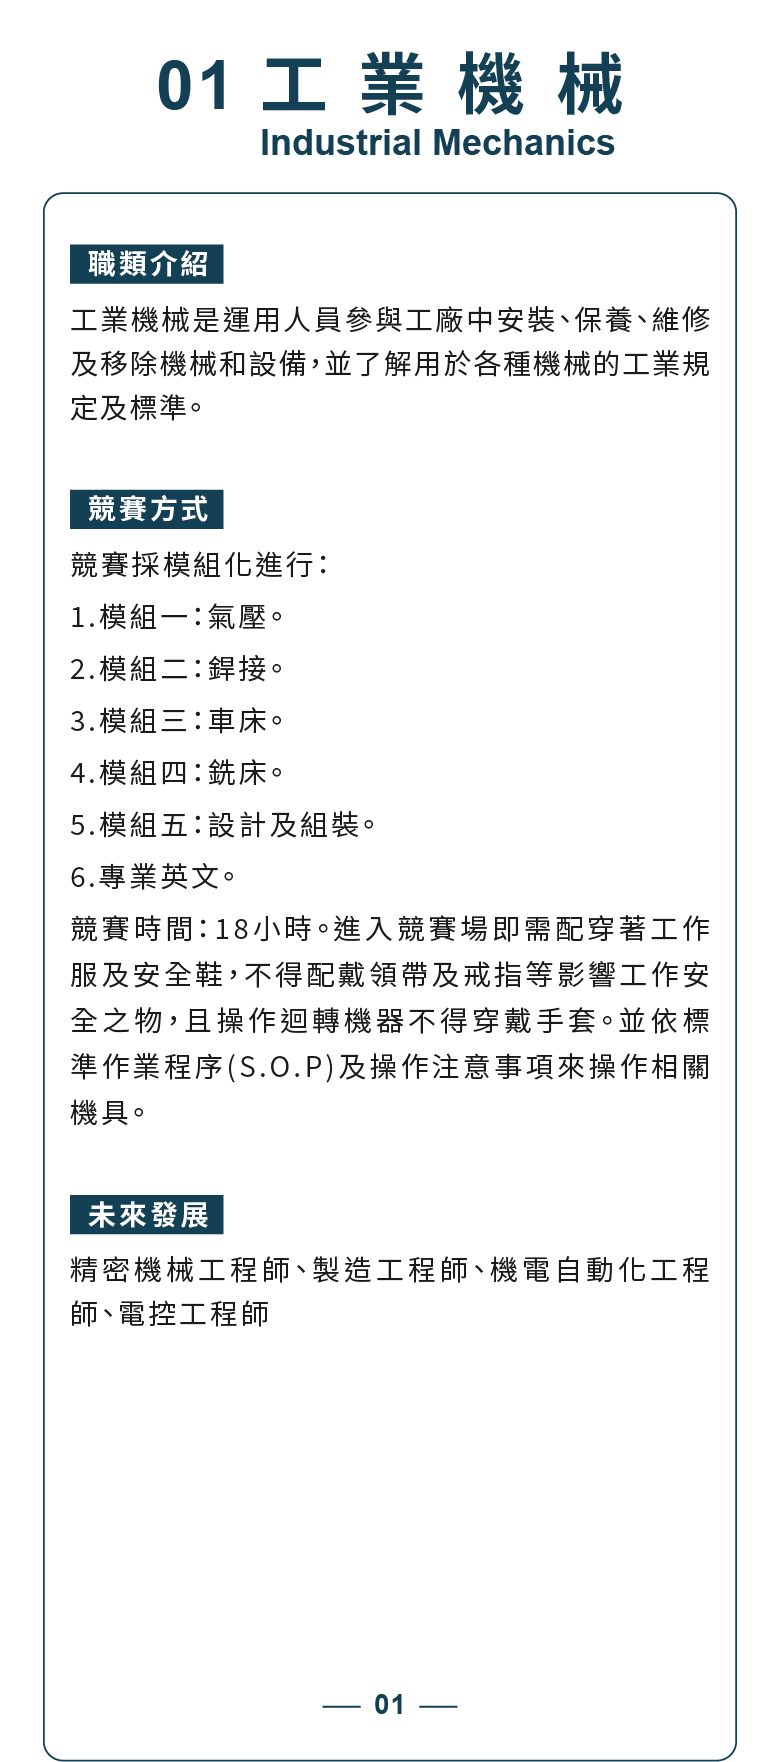 01 工業機械
Industrial Mechanics
職類介紹
工業機械是運用人員參與工廠中安裝、保養、維修
及移除機械和設備，並了解用於各種機械的工業規
定及標準。
競賽方式
競賽採模組化進行：
1.模組一：氣壓。
2.模組二：銲接。
3.模組三：車床。
4.模組四：銑床。
5.模組五：設計及組裝。
6.專業英文。
競賽時間：18小時。進入競賽場即需配穿著工作
服及安全鞋，不得配戴領帶及戒指等影響工作安
全之物，且操作迴轉機器不得穿戴手套。並依標
準作業程序(S.O.P)及操作注意事項來操作相關
機具。
未來發展
精密機械工程師、製造工程師、機電自動化工程
師、電控工程師
01